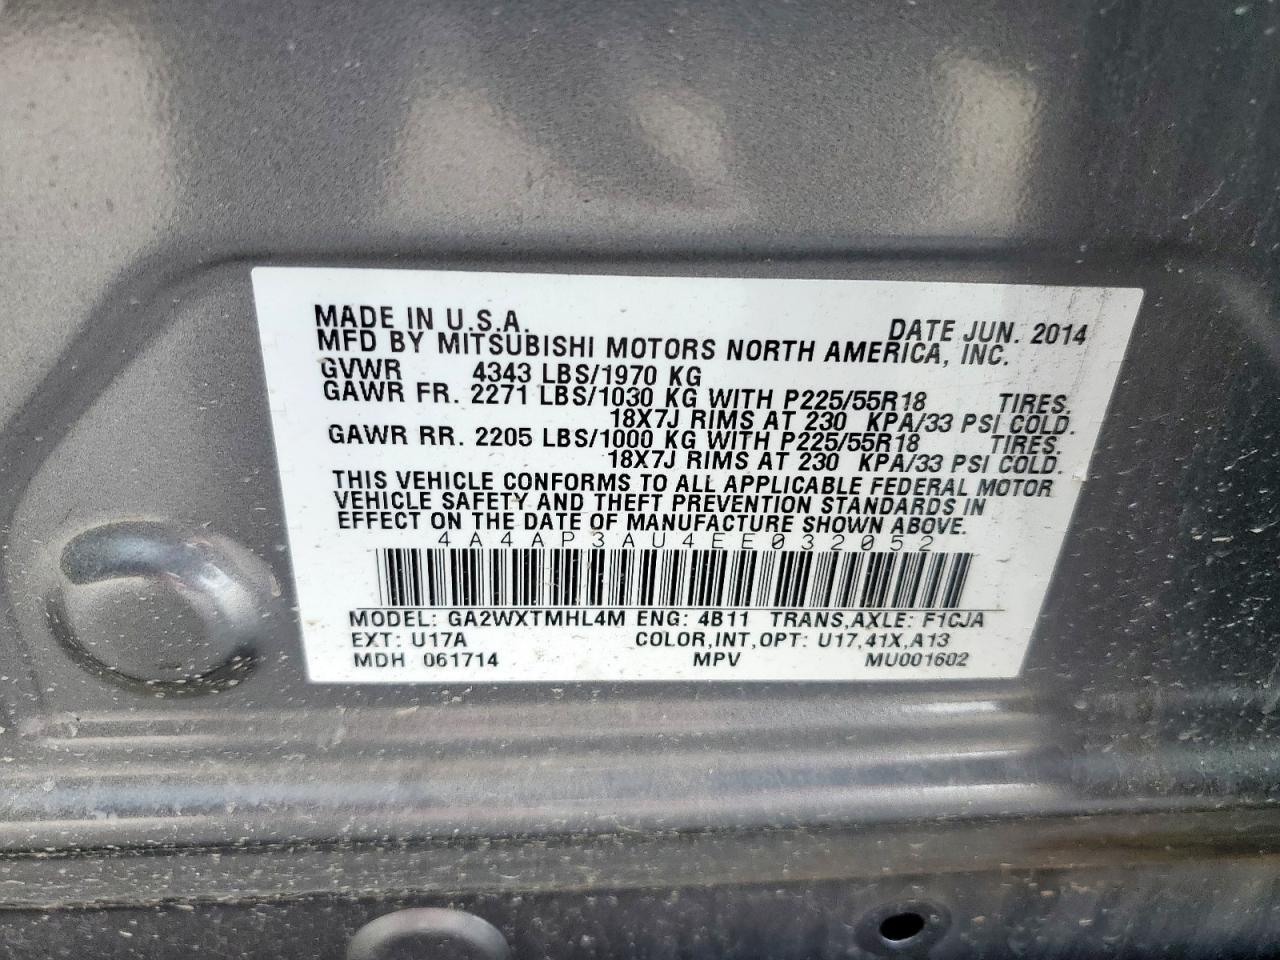 MADE IN U.S.A. DATE JUN. 2014
MFD BY MITSUBISHI MOTORS NORTH AMERICA, INC.
GVWR 4343 LBS/1970 KG
GAWR FR. 2271 LBS/1030 KG WITH P225/55R18 TIRES,
18X7J RIMS AT 230 KPA/33 PSI COLD.
GAWR RR. 2205 LBS/1000 KG WITH P225/55R18 TIRES.
18X7J RIMS AT 230 KPA/33 PSI COLD.
THIS VEHICLE CONFORMS TO ALL APPLICABLE FEDERAL MOTOR
VEHICLE SAFETY AND THEFT PREVENTION STANDARDS IN
EFFECT ON THE DATE OF MANUFACTURE SHOWN ABOVE.
4A4AP3AU4EE032052
MODEL: GA2WXTMHL4M ENG: 4B11 TRANS,AXLE: F1CJA
EXT: U17A COLOR,INT,OPT: U17,41X,A13
MDH 061714 MPV MU001602